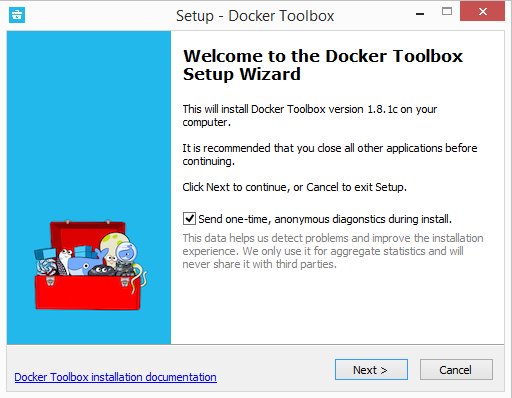 Setup - Docker Toolbox
Welcome to the Docker Toolbox
Setup Wizard
This will install Docker Toolbox version 1.8.1c on your
computer.
It is recommended that you close all other applications before
continuing.
Click Next to continue, or Cancel to exit Setup.
Send one-time, anonymous diagonstics during install.
This data helps us detect problems and improve the installation
experience. We only use it for aggregate statistics and will
never share it with third parties.
Docker Toolbox installation documentation
Next >
Cancel